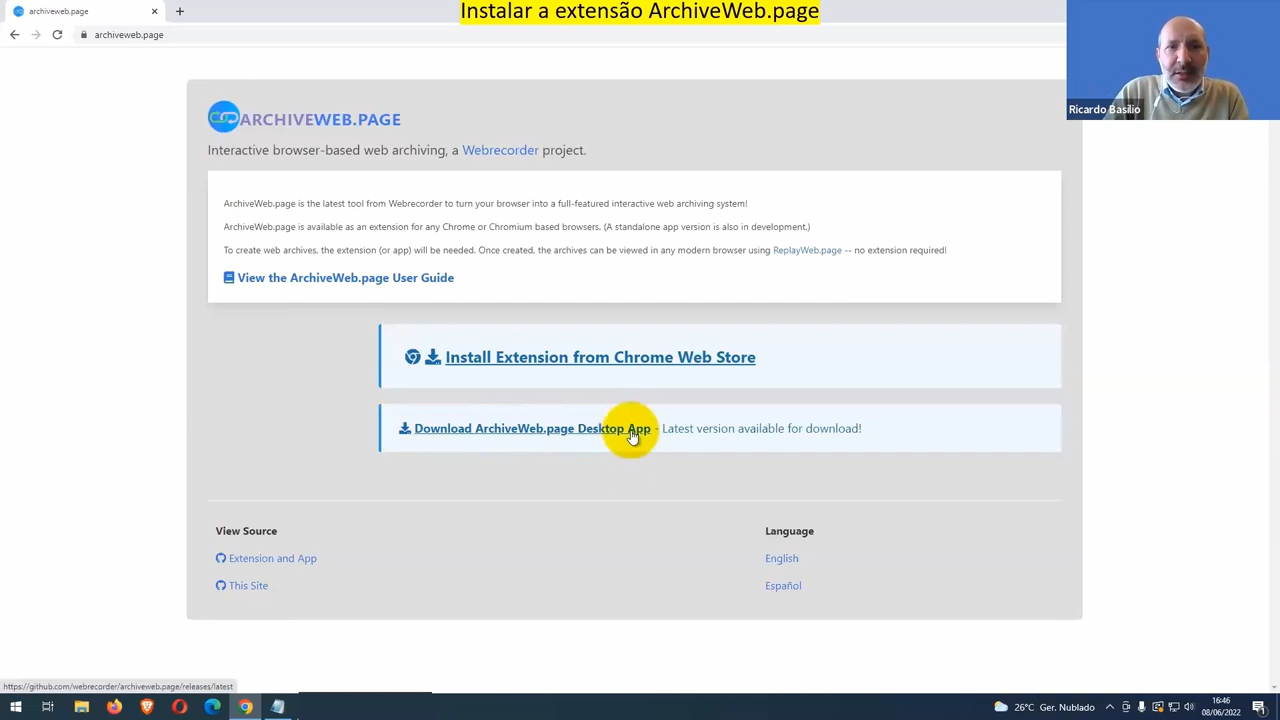 archiveweb.page
Instalar a extensão ArchiveWeb.page
archiveweb.page
Ricardo Basílio
ARCHIVEWEB.PAGE
Interactive browser-based web archiving, a Webrecorder project.
ArchiveWeb.page is the latest tool from Webrecorder to turn your browser into a full-featured interactive web archiving system!
ArchiveWeb.page is available as an extension for any Chrome or Chromium based browsers. (A standalone app version is also in development.)
To create web archives, the extension (or app) will be needed. Once created, the archives can be viewed in any modern browser using ReplayWeb.page -- no extension required!
View the ArchiveWeb.page User Guide
Install Extension from Chrome Web Store
Download ArchiveWeb.page Desktop App - Latest version available for download!
View Source
Language
Extension and App
English
This Site
Español
https://github.com/webrecorder/archiveweb.page/releases/latest
26°C Ger. Nublado
16:46
08/06/2022